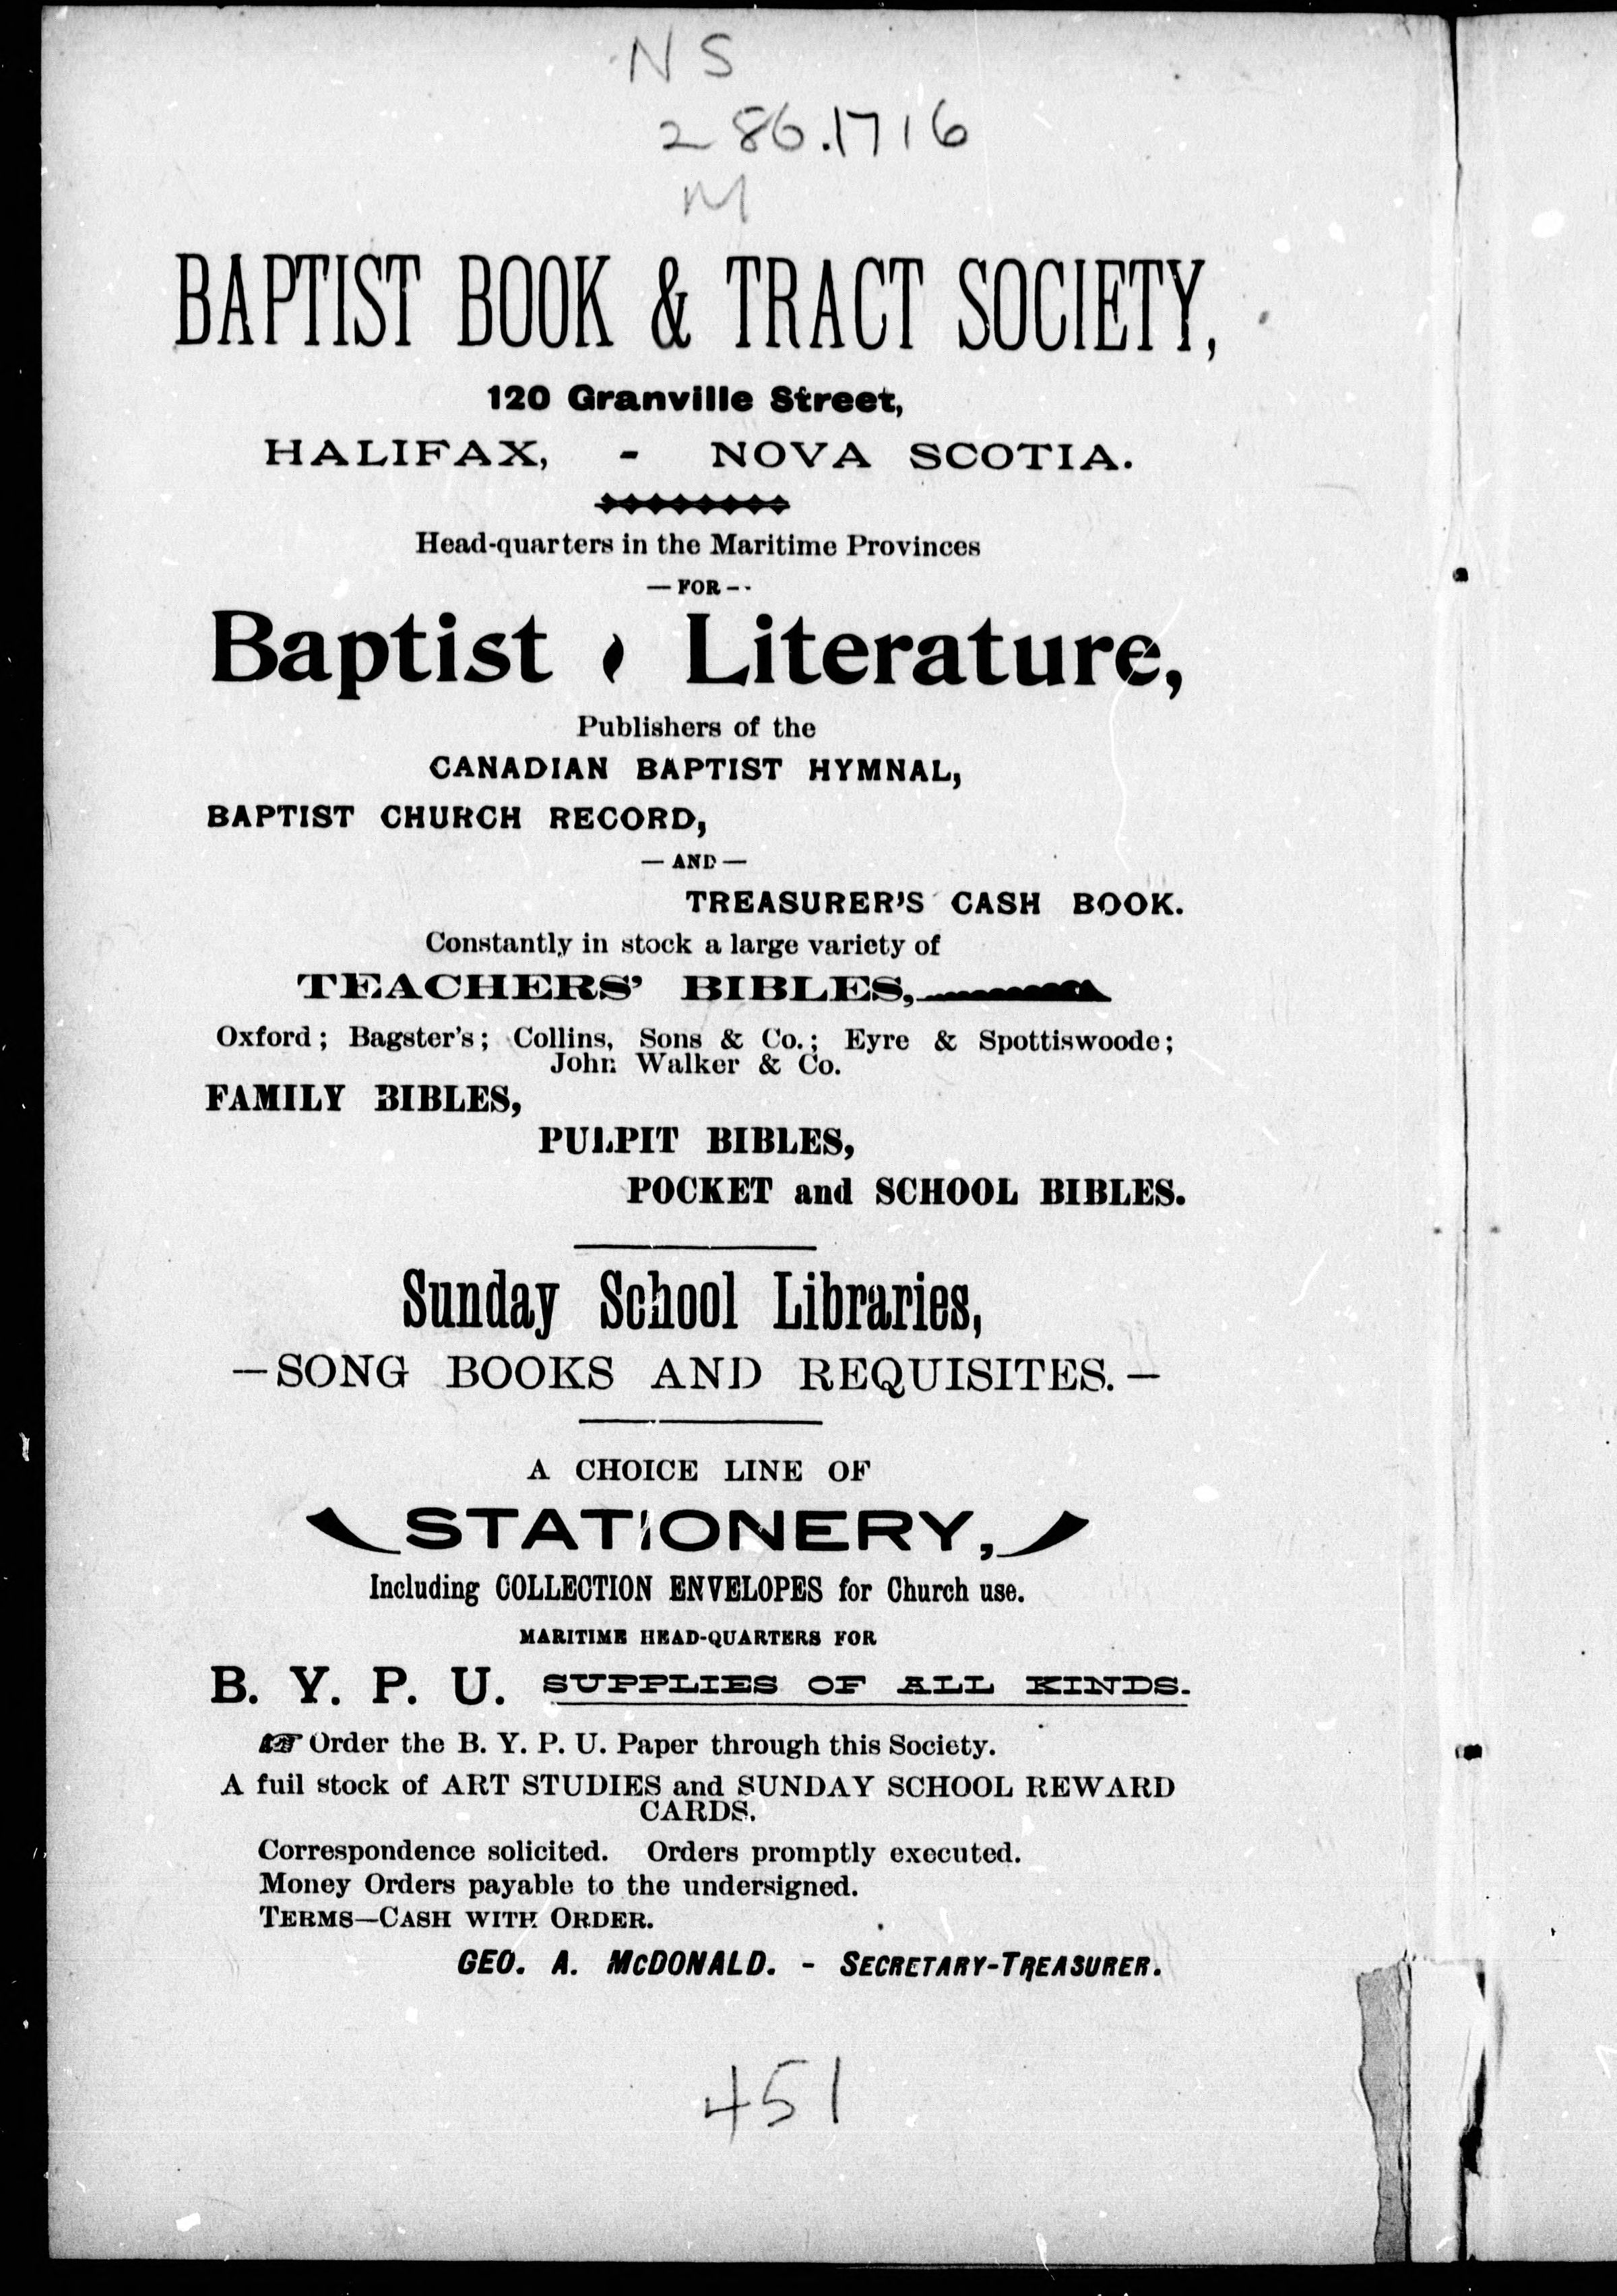 NS
286.1716
M
BAPTIST BOOK & TRACT SOCIETY,
120 Granville Street,
HALIFAX, - NOVA SCOTIA.
Head-quarters in the Maritime Provinces
— FOR —
Baptist Literature,
Publishers of the
CANADIAN BAPTIST HYMNAL,
BAPTIST CHURCH RECORD,
— AND —
TREASURER'S CASH BOOK.
Constantly in stock a large variety of
TEACHERS' BIBLES,
Oxford; Bagster's; Collins, Sons & Co.; Eyre & Spottiswoode;
John Walker & Co.
FAMILY BIBLES,
PULPIT BIBLES,
POCKET and SCHOOL BIBLES.
Sunday School Libraries,
—SONG BOOKS AND REQUISITES.—
A CHOICE LINE OF
STATIONERY,
Including COLLECTION ENVELOPES for Church use.
MARITIME HEAD-QUARTERS FOR
B. Y. P. U. SUPPLIES OF ALL KINDS.
☞ Order the B. Y. P. U. Paper through this Society.
A full stock of ART STUDIES and SUNDAY SCHOOL REWARD
CARDS.
Correspondence solicited. Orders promptly executed.
Money Orders payable to the undersigned.
TERMS—CASH WITH ORDER.
GEO. A. McDONALD. - SECRETARY-TREASURER.
451